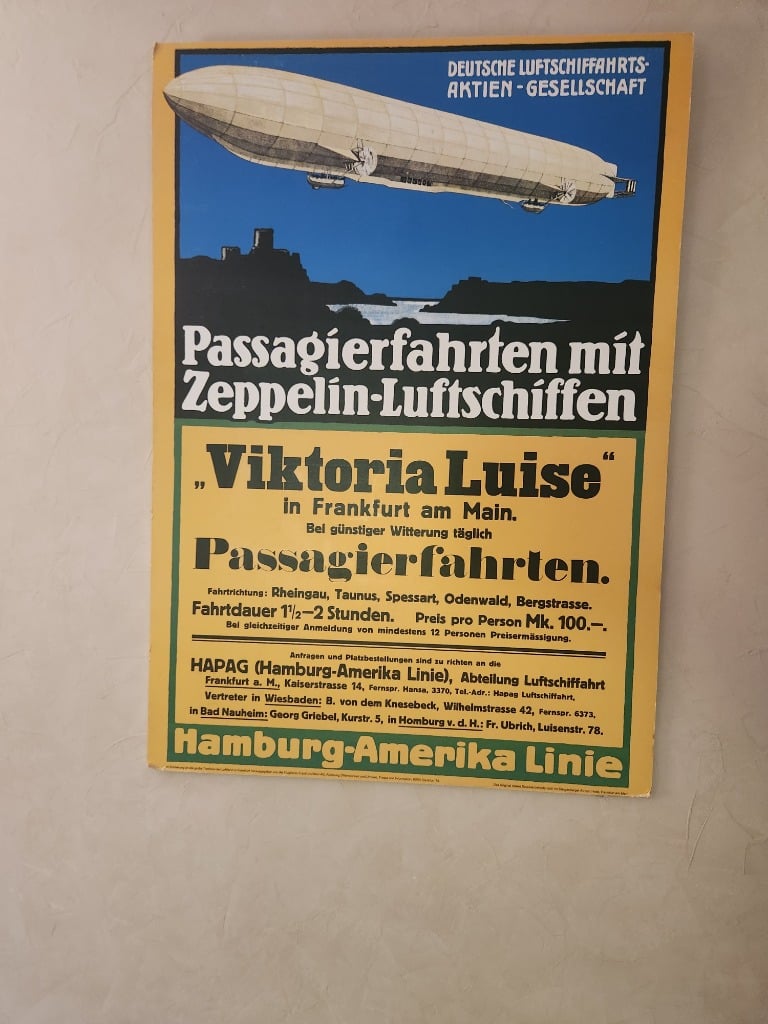 DEUTSCHE LUFTSCHIFFAHRTS-
AKTIEN-GESELLSCHAFT
Passagierfahrten mit
Zeppelin-Luftschiffen
„Viktoria Luise“
in Frankfurt am Main.
Bei günstiger Witterung täglich
Passagierfahrten.
Fahrtrichtung: Rheingau, Taunus, Spessart, Odenwald, Bergstrasse.
Fahrtdauer 1½—2 Stunden. Preis pro Person Mk. 100.—.
Bei gleichzeitiger Anmeldung von mindestens 12 Personen Preisermässigung.
Anfragen und Platzbestellungen sind zu richten an die
HAPAG (Hamburg-Amerika Linie), Abteilung Luftschiffahrt
Frankfurt a. M., Kaiserstrasse 14, Fernspr. Hansa, 3370, Tel.-Adr.: Hapag Luftschiffahrt,
Vertreter in Wiesbaden: B. von dem Knesebeck, Wilhelmstrasse 42, Fernspr. 6373,
in Bad Nauheim: Georg Griebel, Kurstr. 5, in Homburg v. d. H.: Fr. Ubrich, Luisenstr. 78.
Hamburg-Amerika Linie